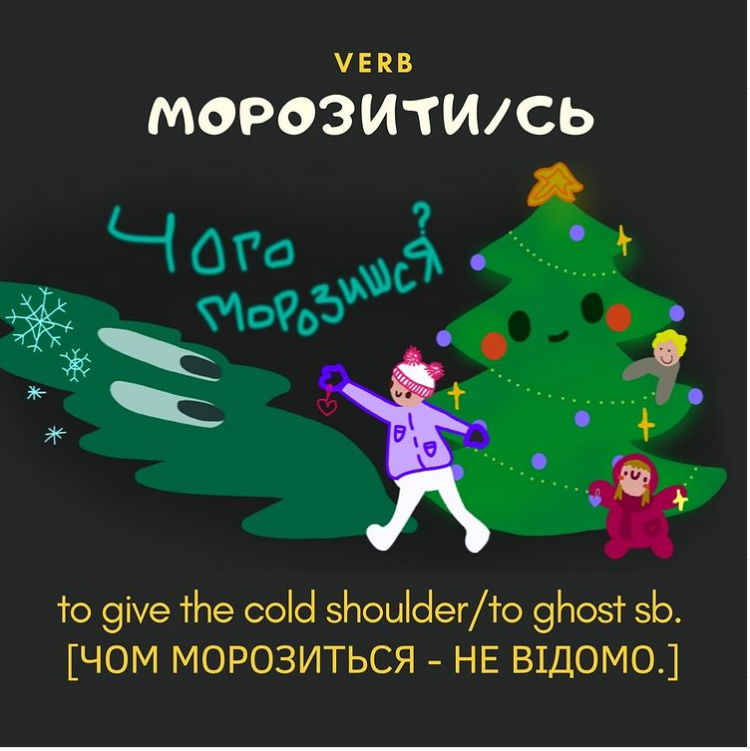 VERB
МОРОЗИТИ/СЬ
Чого
морозишся?
to give the cold shoulder/to ghost sb.
[ЧОМ МОРОЗИТЬСЯ - НЕ ВІДОМО.]